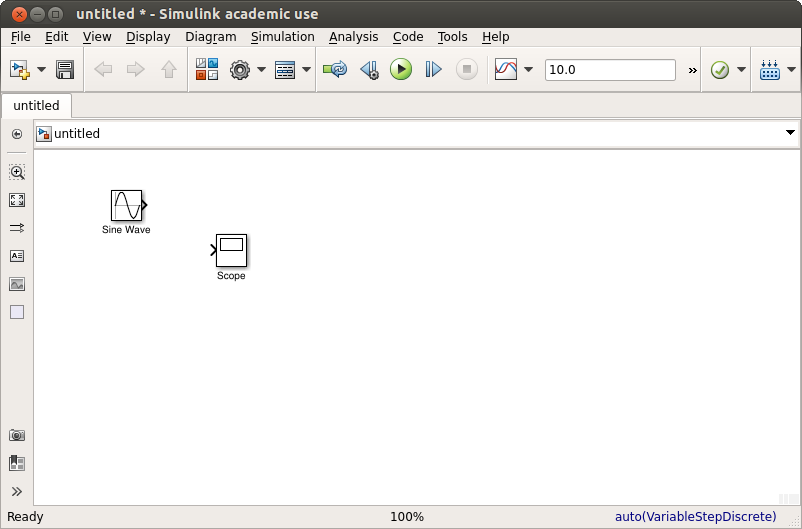 untitled * - Simulink academic use
File Edit View Display Diagram Simulation Analysis Code Tools Help
10.0 »
untitled
untitled
A
Sine Wave
Scope
»
Ready 100% auto(VariableStepDiscrete)